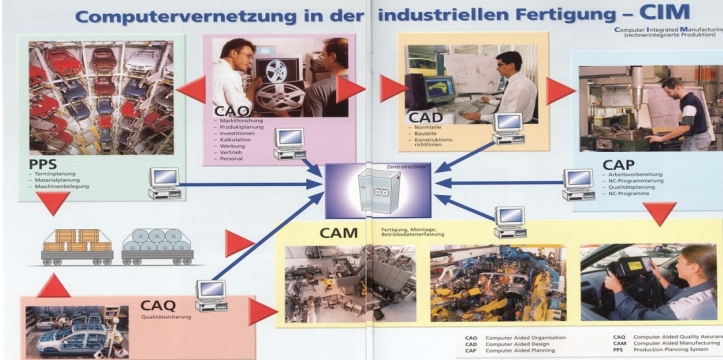 Computervernetzung in der industriellen Fertigung – CIM
Computer Integrated Manufacturing
(rechnerintegrierte Produktion)
CAO
– Marktforschung
– Produktplanung
– Investitionen
– Kalkulation
– Werbung
– Vertrieb
– Personal
CAD
– Normteile
– Bauteile
– Konstruktions-
richtlinien
PPS
– Terminplanung
– Materialplanung
– Maschinenbelegung
Zentralrechner
CAP
– Arbeitsvorbereitung
– NC-Programmierung
– Qualitätsplanung
– NC-Programme
CAM
Fertigung, Montage,
Betriebsdatenerfassung
CAQ
Qualitätssicherung
CAO Computer Aided Organisation
CAD Computer Aided Design
CAP Computer Aided Planning
CAQ Computer Aided Quality Assuran
CAM Computer Aided Manufacturing
PPS Production Planning System